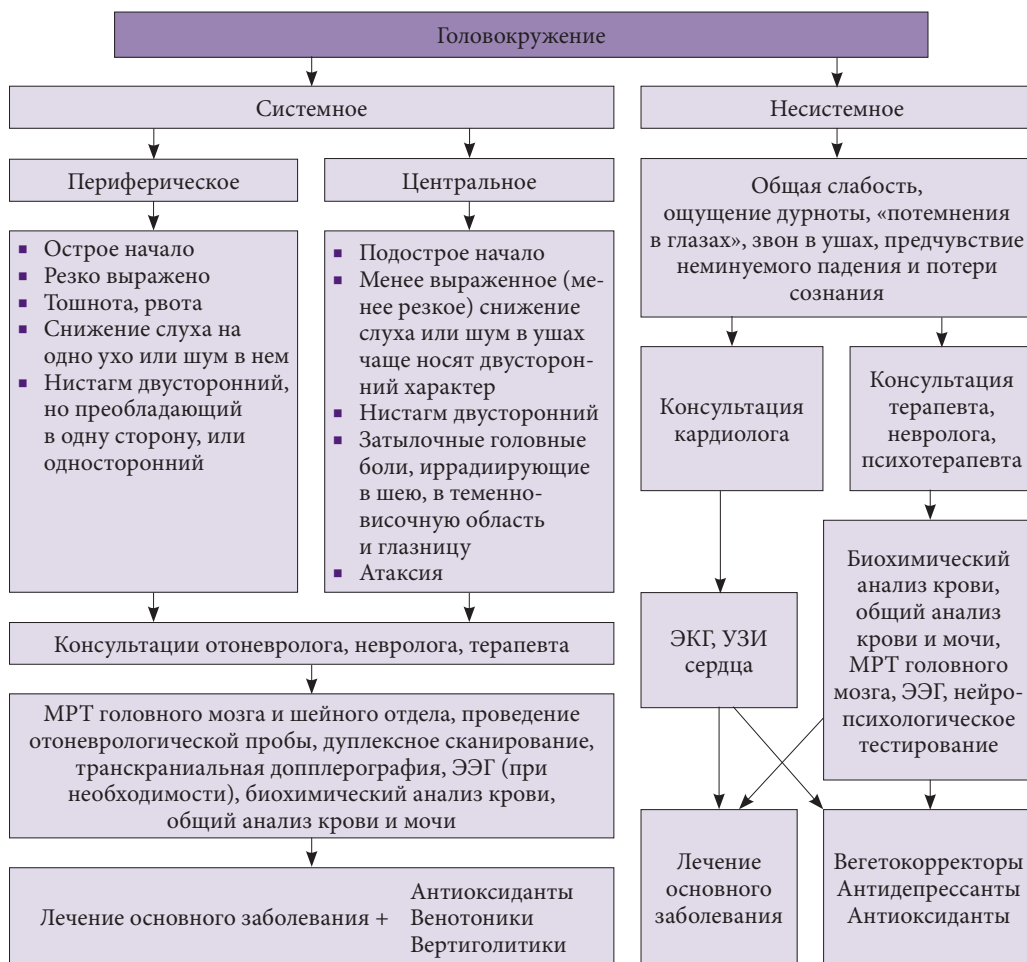 Головокружение
Системное
Несистемное
Периферическое
Центральное
Общая слабость,
ощущение дурноты, «потемнения
в глазах», звон в ушах, предчувствие
неминуемого падения и потери
сознания
▪ Острое начало
▪ Резко выражено
▪ Тошнота, рвота
▪ Снижение слуха на
одно ухо или шум в нем
▪ Нистагм двусторонний,
но преобладающий
в одну сторону, или
односторонний
▪ Подострое начало
▪ Менее выраженное (ме-
нее резкое) снижение
слуха или шум в ушах
чаще носят двусторон-
ний характер
▪ Нистагм двусторонний
▪ Затылочные головные
боли, иррадиирующие
в шею, в теменно-
височную область
и глазницу
▪ Атаксия
Консультация
кардиолога
Консультация
терапевта,
невролога,
психотерапевта
Консультации отоневролога, невролога, терапевта
ЭКГ, УЗИ
сердца
Биохимический
анализ крови,
общий анализ
крови и мочи,
МРТ головного
мозга, ЭЭГ, нейро-
психологическое
тестирование
МРТ головного мозга и шейного отдела, проведение
отоневрологической пробы, дуплексное сканирование,
транскраниальная допплерография, ЭЭГ (при
необходимости), биохимический анализ крови,
общий анализ крови и мочи
Лечение основного заболевания +
Антиоксиданты
Венотоники
Вертиголитики
Лечение
основного
заболевания
Вегетокорректоры
Антидепрессанты
Антиоксиданты